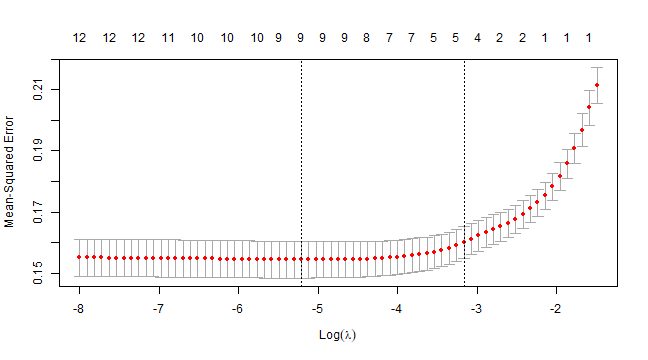 12 12 12 11 10 10 10 9 9 9 9 8 7 7 5 5 4 2 2 1 1 1
Mean-Squared Error
0.15 0.17 0.19 0.21
-8 -7 -6 -5 -4 -3 -2
Log(λ)